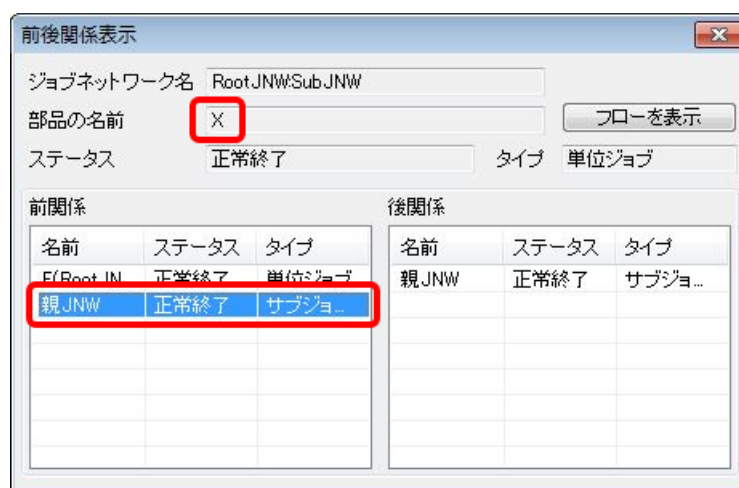 前後関係表示
ジョブネットワーク名 RootJNW:SubJNW
部品の名前 X フローを表示
ステータス 正常終了 タイプ 単位ジョブ
前関係 後関係
名前 ステータス タイプ 名前 ステータス タイプ
正常終了 単位ジョブ 親JNW 正常終了 サブジョ...
親JNW 正常終了 サブジョ...